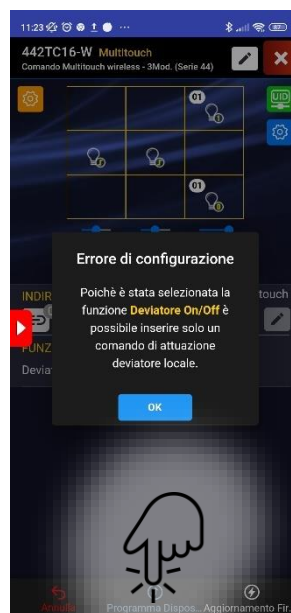 11:23
442TC16-W Multitouch
Comando Multitouch wireless - 3Mod. (Serie 44)
UID
01
01
Errore di configurazione
Poichè è stata selezionata la
funzione Deviatore On/Off è
possibile inserire solo un
comando di attuazione
deviatore locale.
OK
INDIR
touch
FUNZ
Devia
Annulla
Programma Dispos..
Aggiornamento Fir